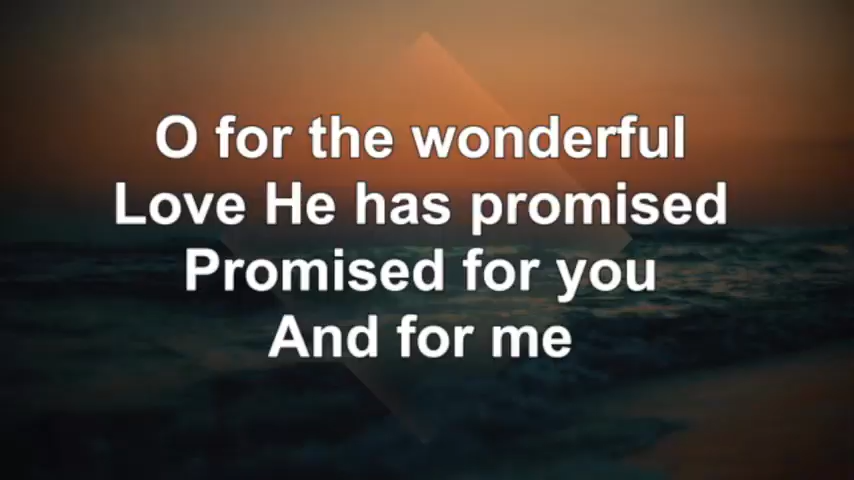 O for the wonderful
Love He has promised
Promised for you
And for me